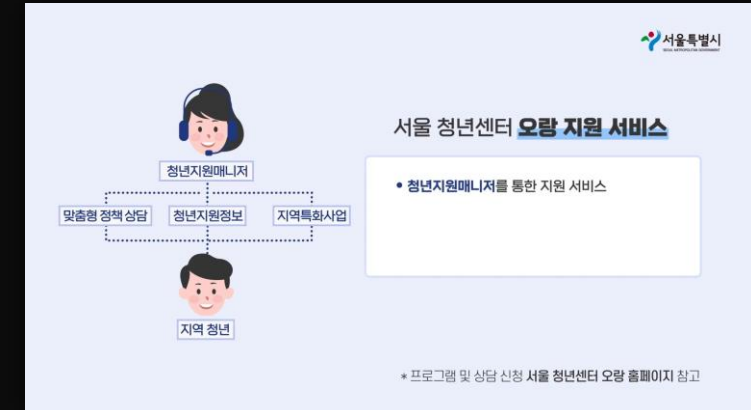 서울특별시
SEOUL METROPOLITAN GOVERNMENT
서울 청년센터 오랑 지원 서비스
청년지원매니저
맞춤형 정책 상담
청년지원정보
지역특화사업
지역 청년
• 청년지원매니저를 통한 지원 서비스
* 프로그램 및 상담 신청 서울 청년센터 오랑 홈페이지 참고